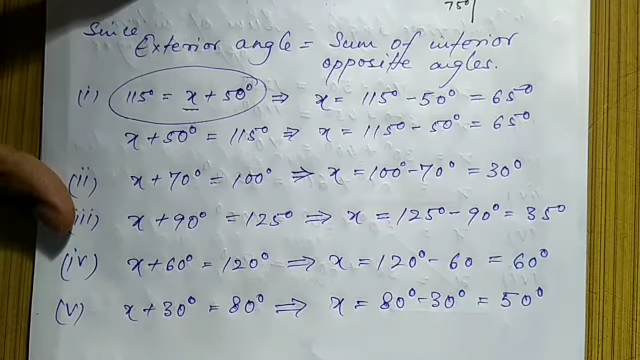 75°
Since
Exterior angle = Sum of interior
opposite angles.
(i) 115° = x + 50° ⇒ x = 115° - 50° = 65°
x + 50° = 115° ⇒ x = 115° - 50° = 65°
(ii) x + 70° = 100° ⇒ x = 100° - 70° = 30°
(iii) x + 90° = 125° ⇒ x = 125° - 90° = 35°
(iv) x + 60° = 120° ⇒ x = 120° - 60 = 60°
(v) x + 30° = 80° ⇒ x = 80° - 30° = 50°